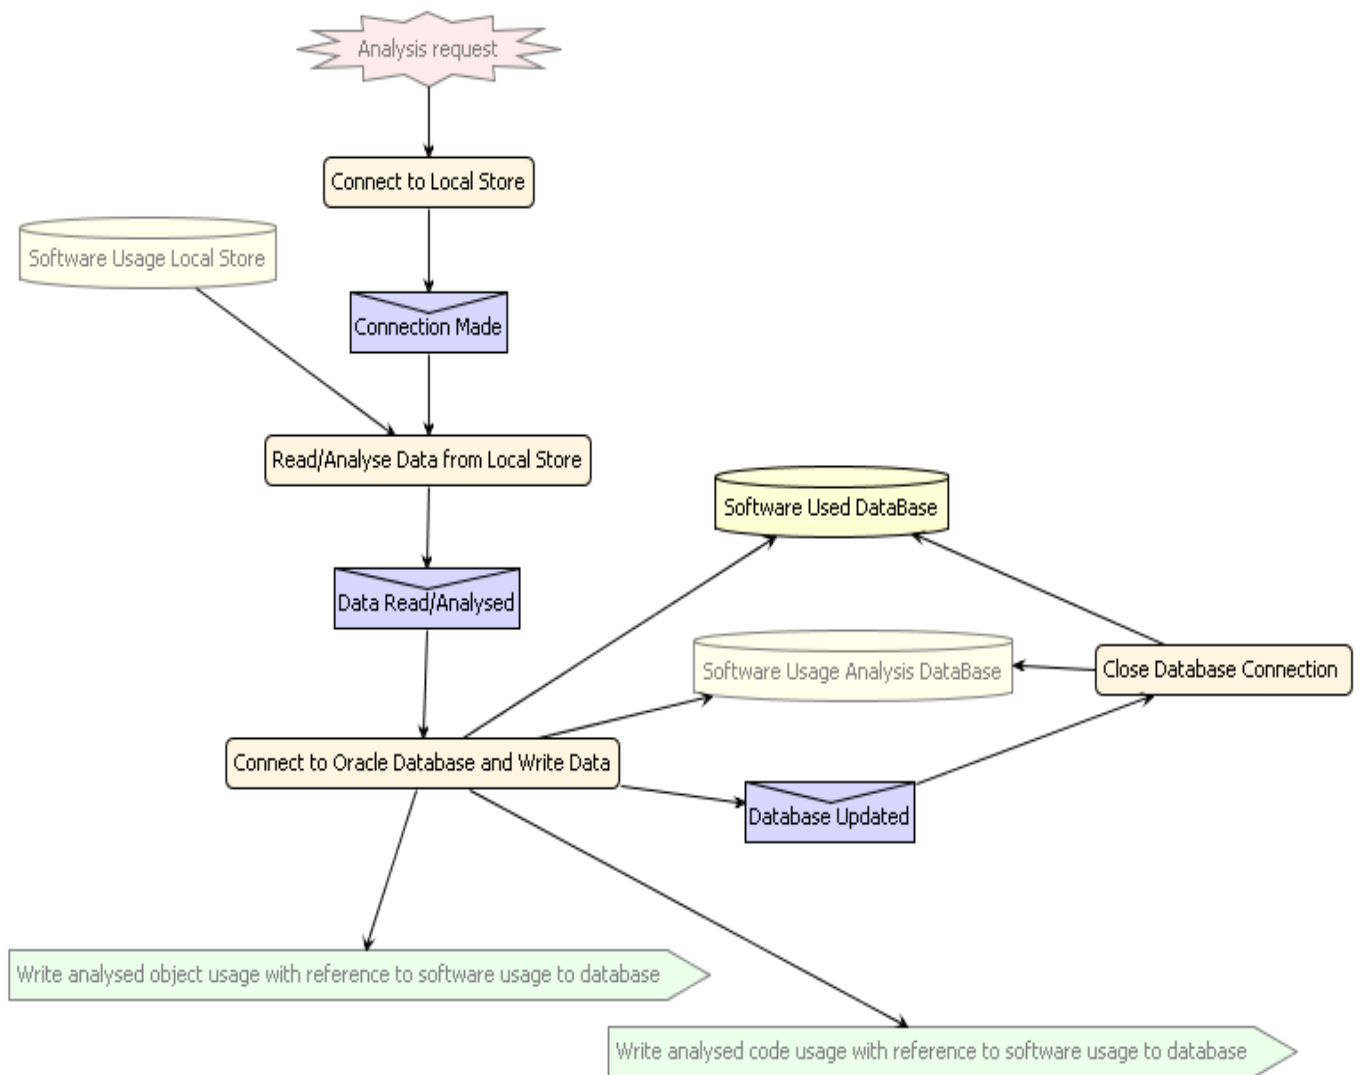 Analysis request
Connect to Local Store
Software Usage Local Store
Connection Made
Read/Analyse Data from Local Store
Software Used DataBase
Data Read/Analysed
Software Usage Analysis DataBase
Close Database Connection
Connect to Oracle Database and Write Data
Database Updated
Write analysed object usage with reference to software usage to database
Write analysed code usage with reference to software usage to database